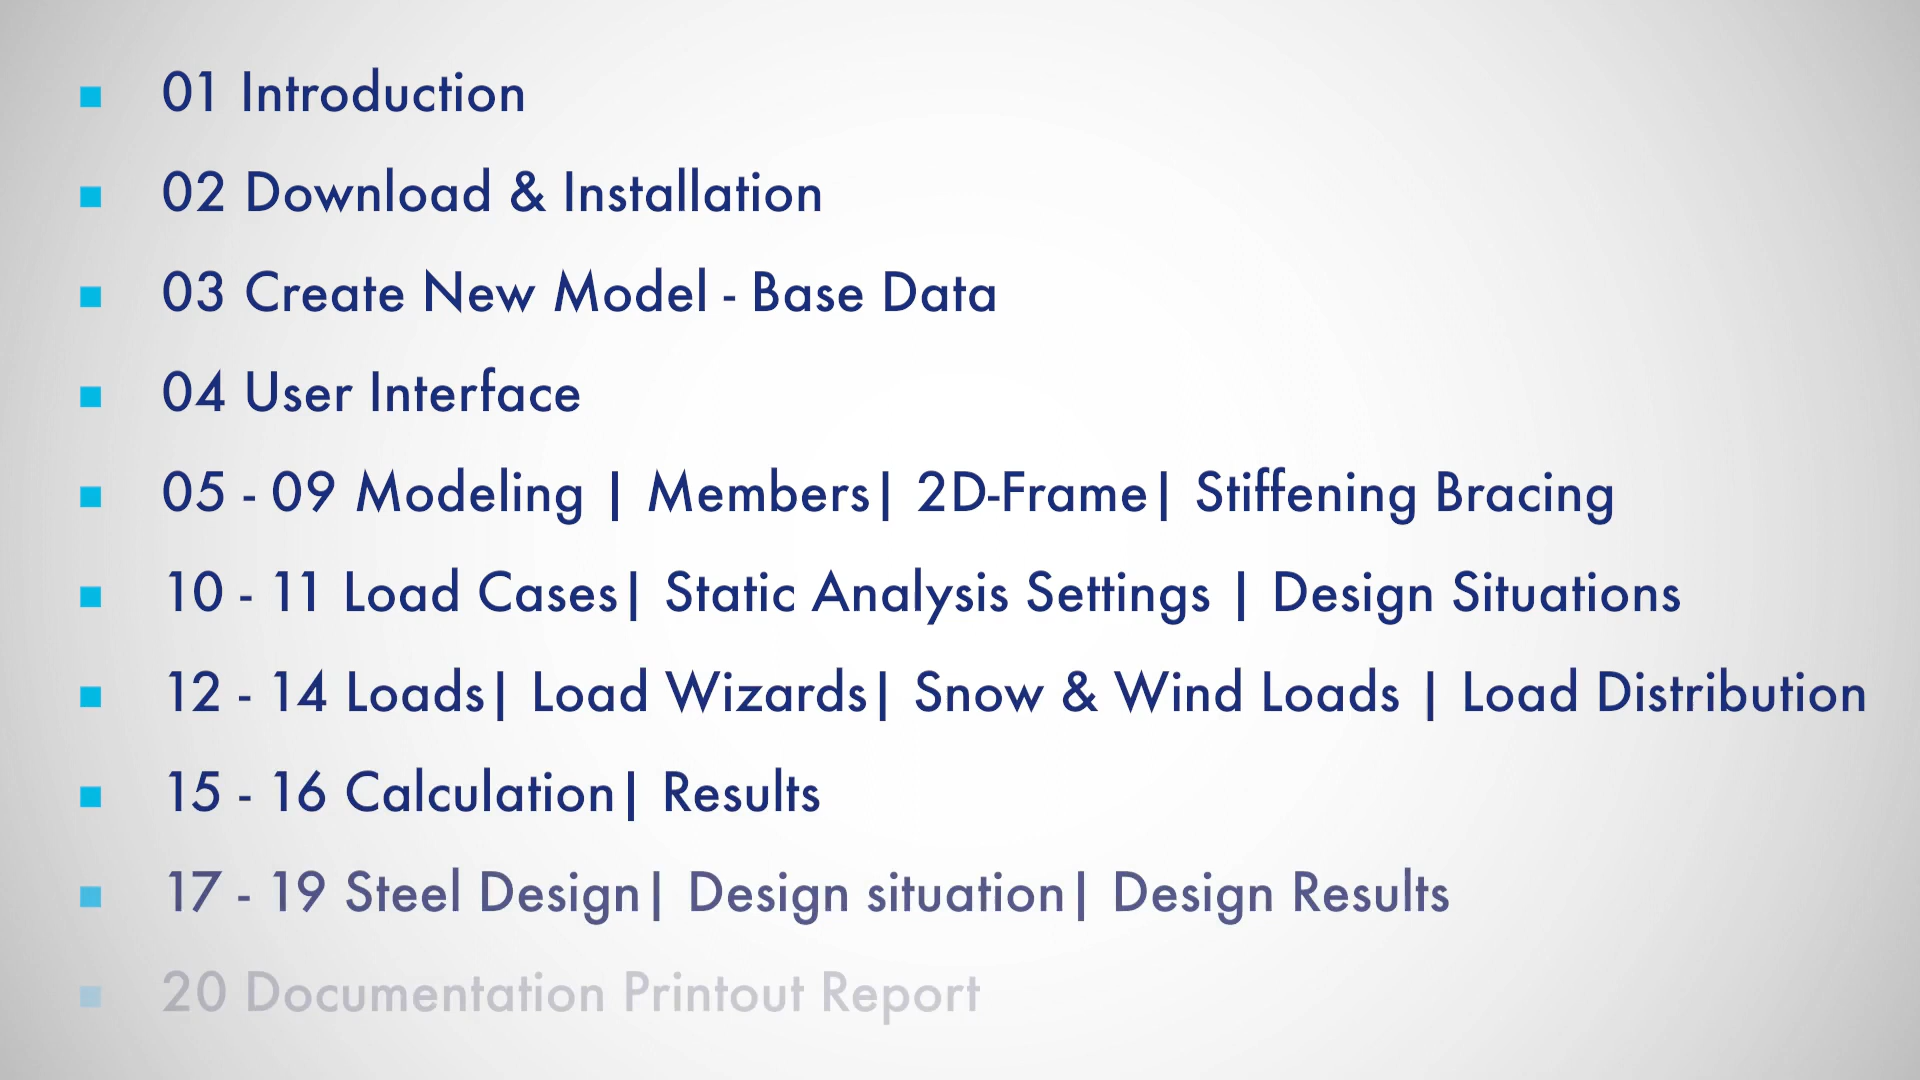 01 Introduction
02 Download & Installation
03 Create New Model - Base Data
04 User Interface
05 - 09 Modeling | Members| 2D-Frame| Stiffening Bracing
10 - 11 Load Cases| Static Analysis Settings | Design Situations
12 - 14 Loads| Load Wizards| Snow & Wind Loads | Load Distribution
15 - 16 Calculation| Results
17 - 19 Steel Design| Design situation| Design Results
20 Documentation Printout Report